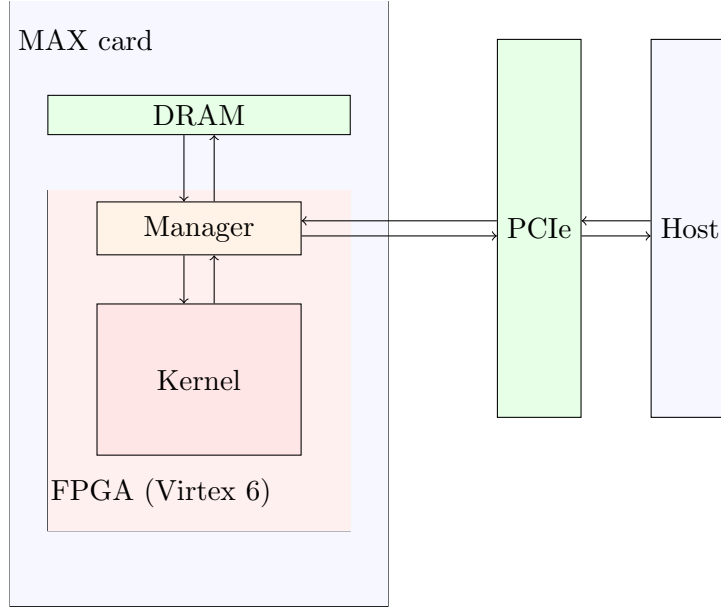 MAX card
DRAM
Manager
PCIe
Host
Kernel
FPGA (Virtex 6)